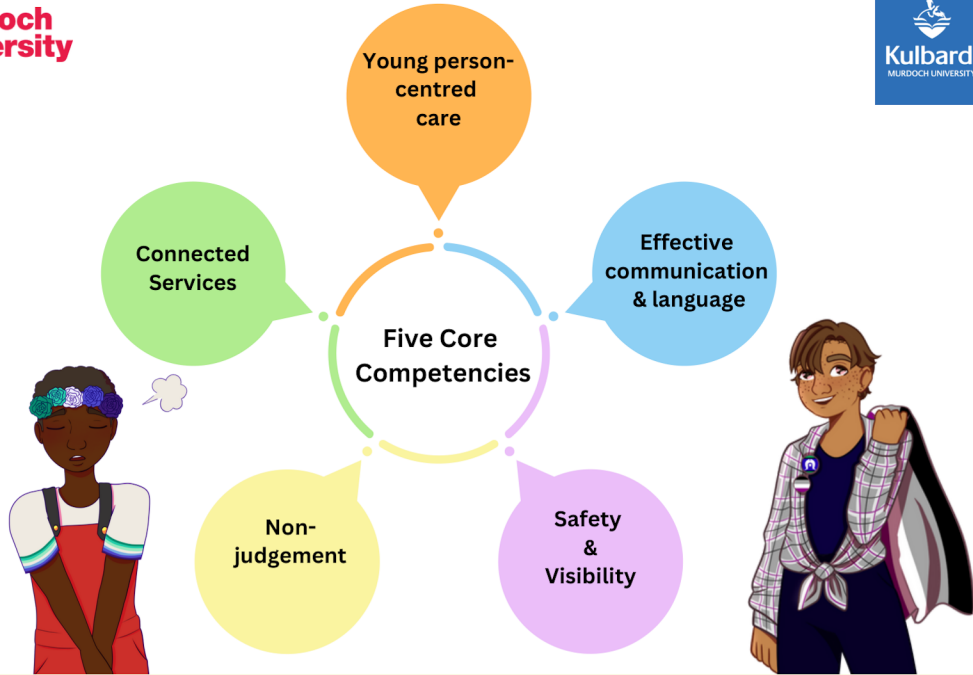 och
ersity
Kulbard
MURDOCH UNIVERSITY
Young person-
centred
care
Connected
Services
Effective
communication
& language
Five Core
Competencies
Non-
judgement
Safety
&
Visibility